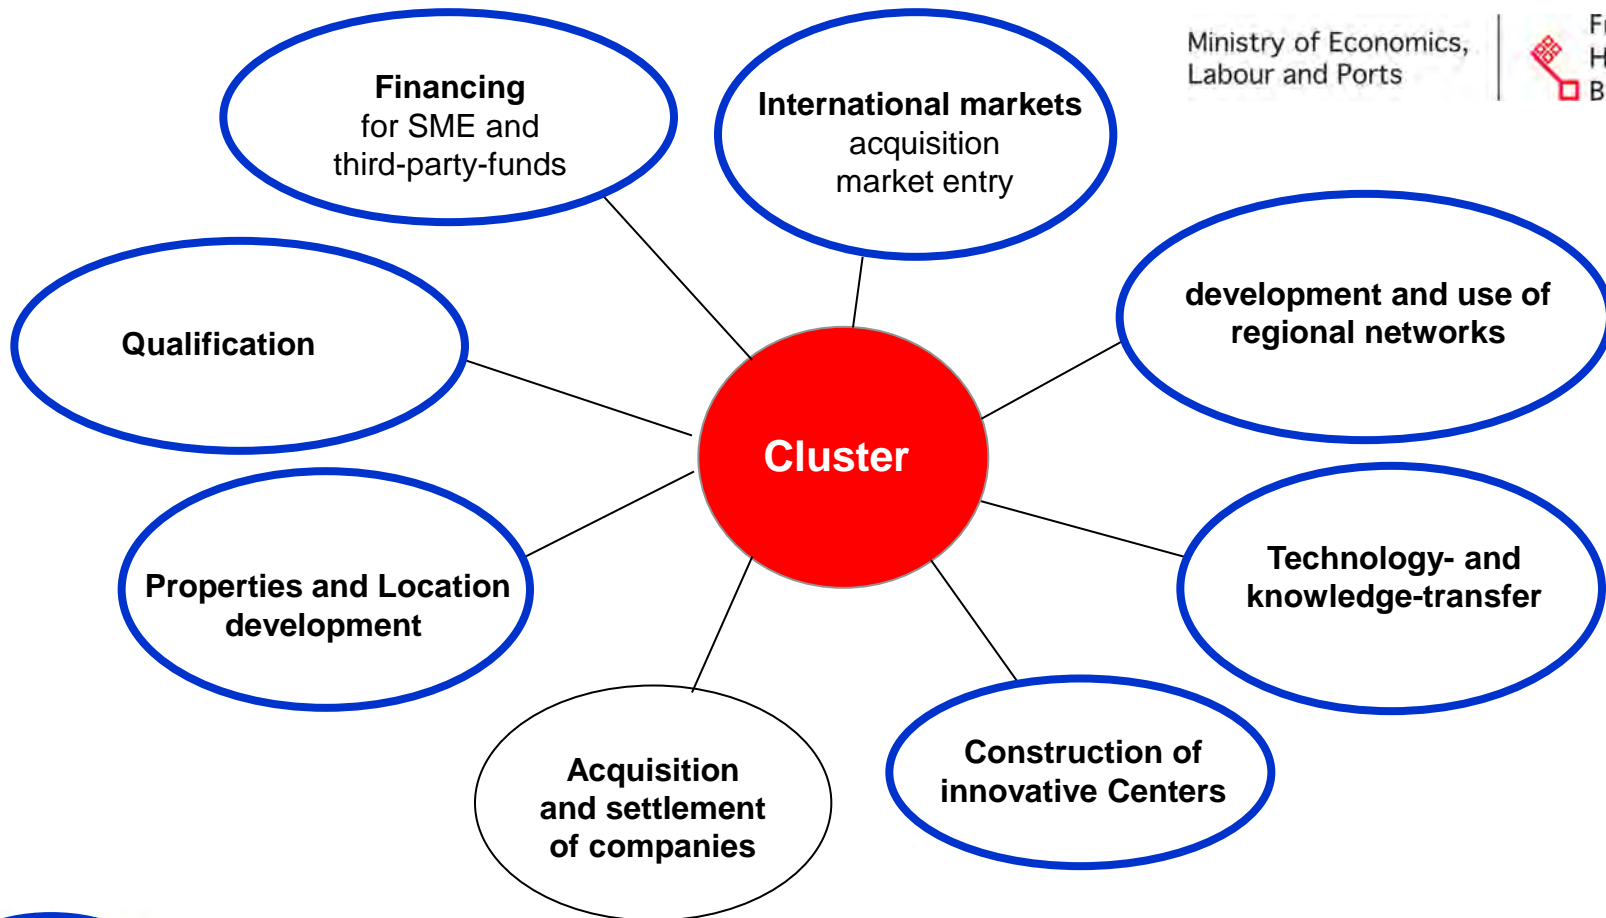 Ministry of Economics,
Labour and Ports
Financing
for SME and
third-party-funds
International markets
acquisition
market entry
development and use of
regional networks
Qualification
Cluster
Technology- and
knowledge-transfer
Properties and Location
development
Construction of
innovative Centers
Acquisition
and settlement
of companies